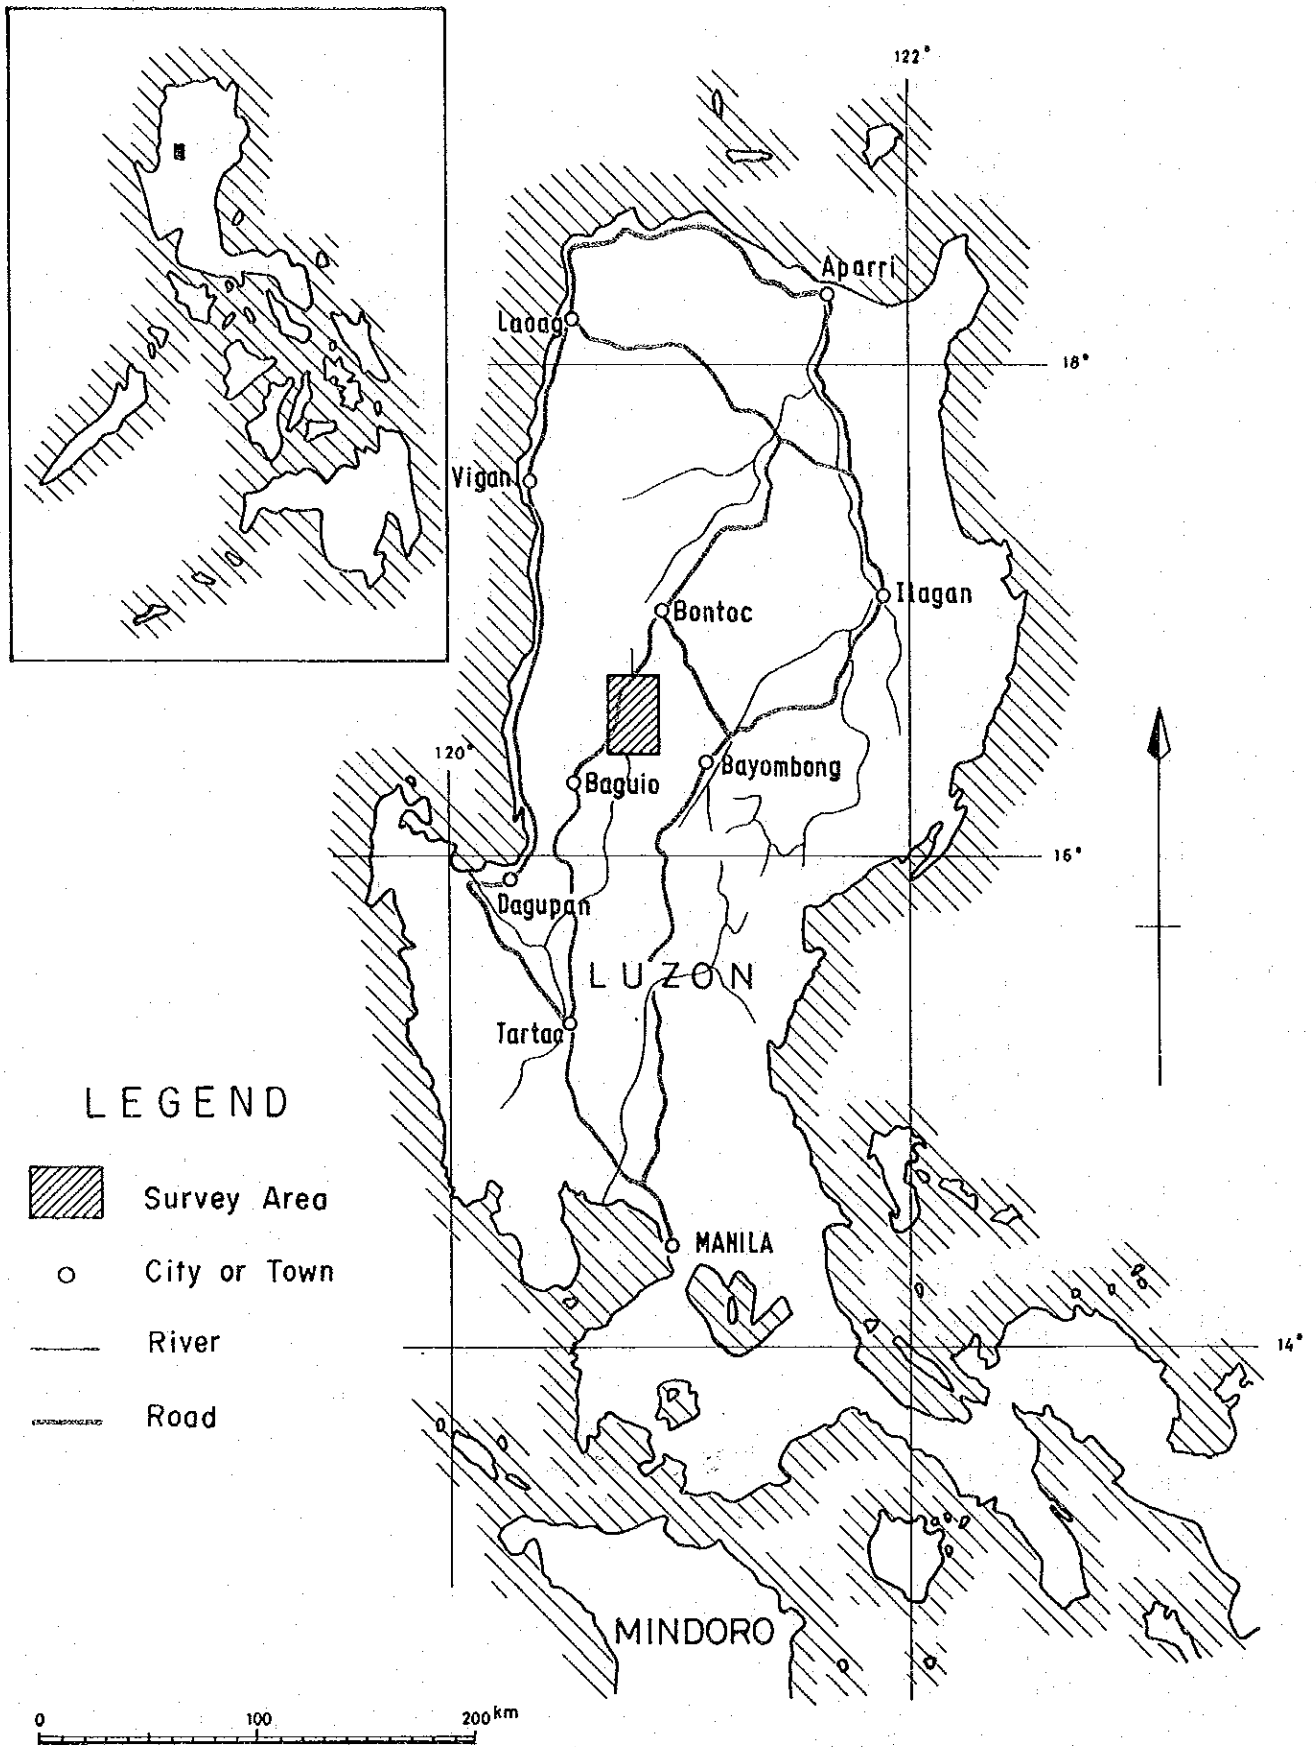 122°
Aparri
Laoag
18°
Vigan
Ilagan
Bontoc
120°
Bayombong
Baguio
16°
Dagupan
LUZON
Tartac
LEGEND
Survey Area
MANILA
City or Town
River
14°
Road
MINDORO
0 100 200km